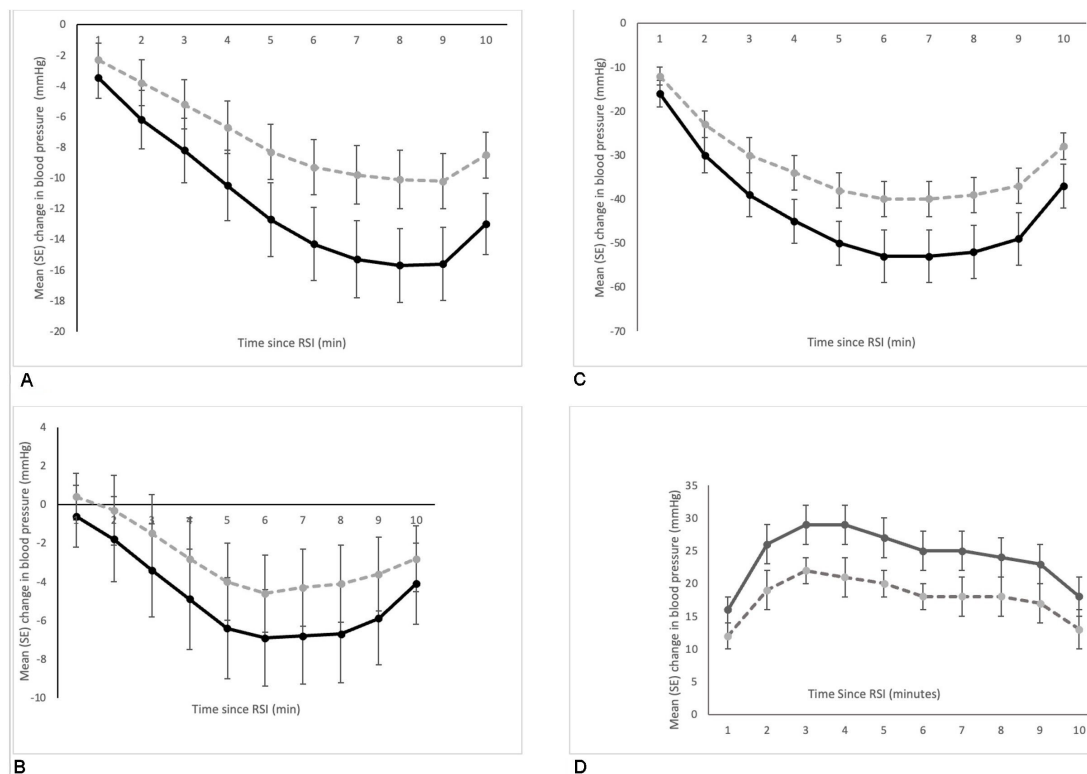 0
1 2 3 4 5 6 7 8 9 10
-2
-4
-6
-8
-10
-12
-14
-16
-18
-20
Mean (SE) change in blood pressure (mmHg)
Time since RSI (min)
A
0
1 2 3 4 5 6 7 8 9 10
-10
-20
-30
-40
-50
-60
-70
Mean (SE) change in blood pressure (mmHg)
Time since RSI (min)
C
4
2
0
2 3 4 5 6 7 8 9 10
-2
-4
-6
-8
-10
Mean (SE) change in blood pressure (mmHg)
Time since RSI (min)
B
35
30
25
20
15
10
5
0
Mean (SE) change in blood pressure (mmHg)
Time Since RSI (minutes)
1 2 3 4 5 6 7 8 9 10
D